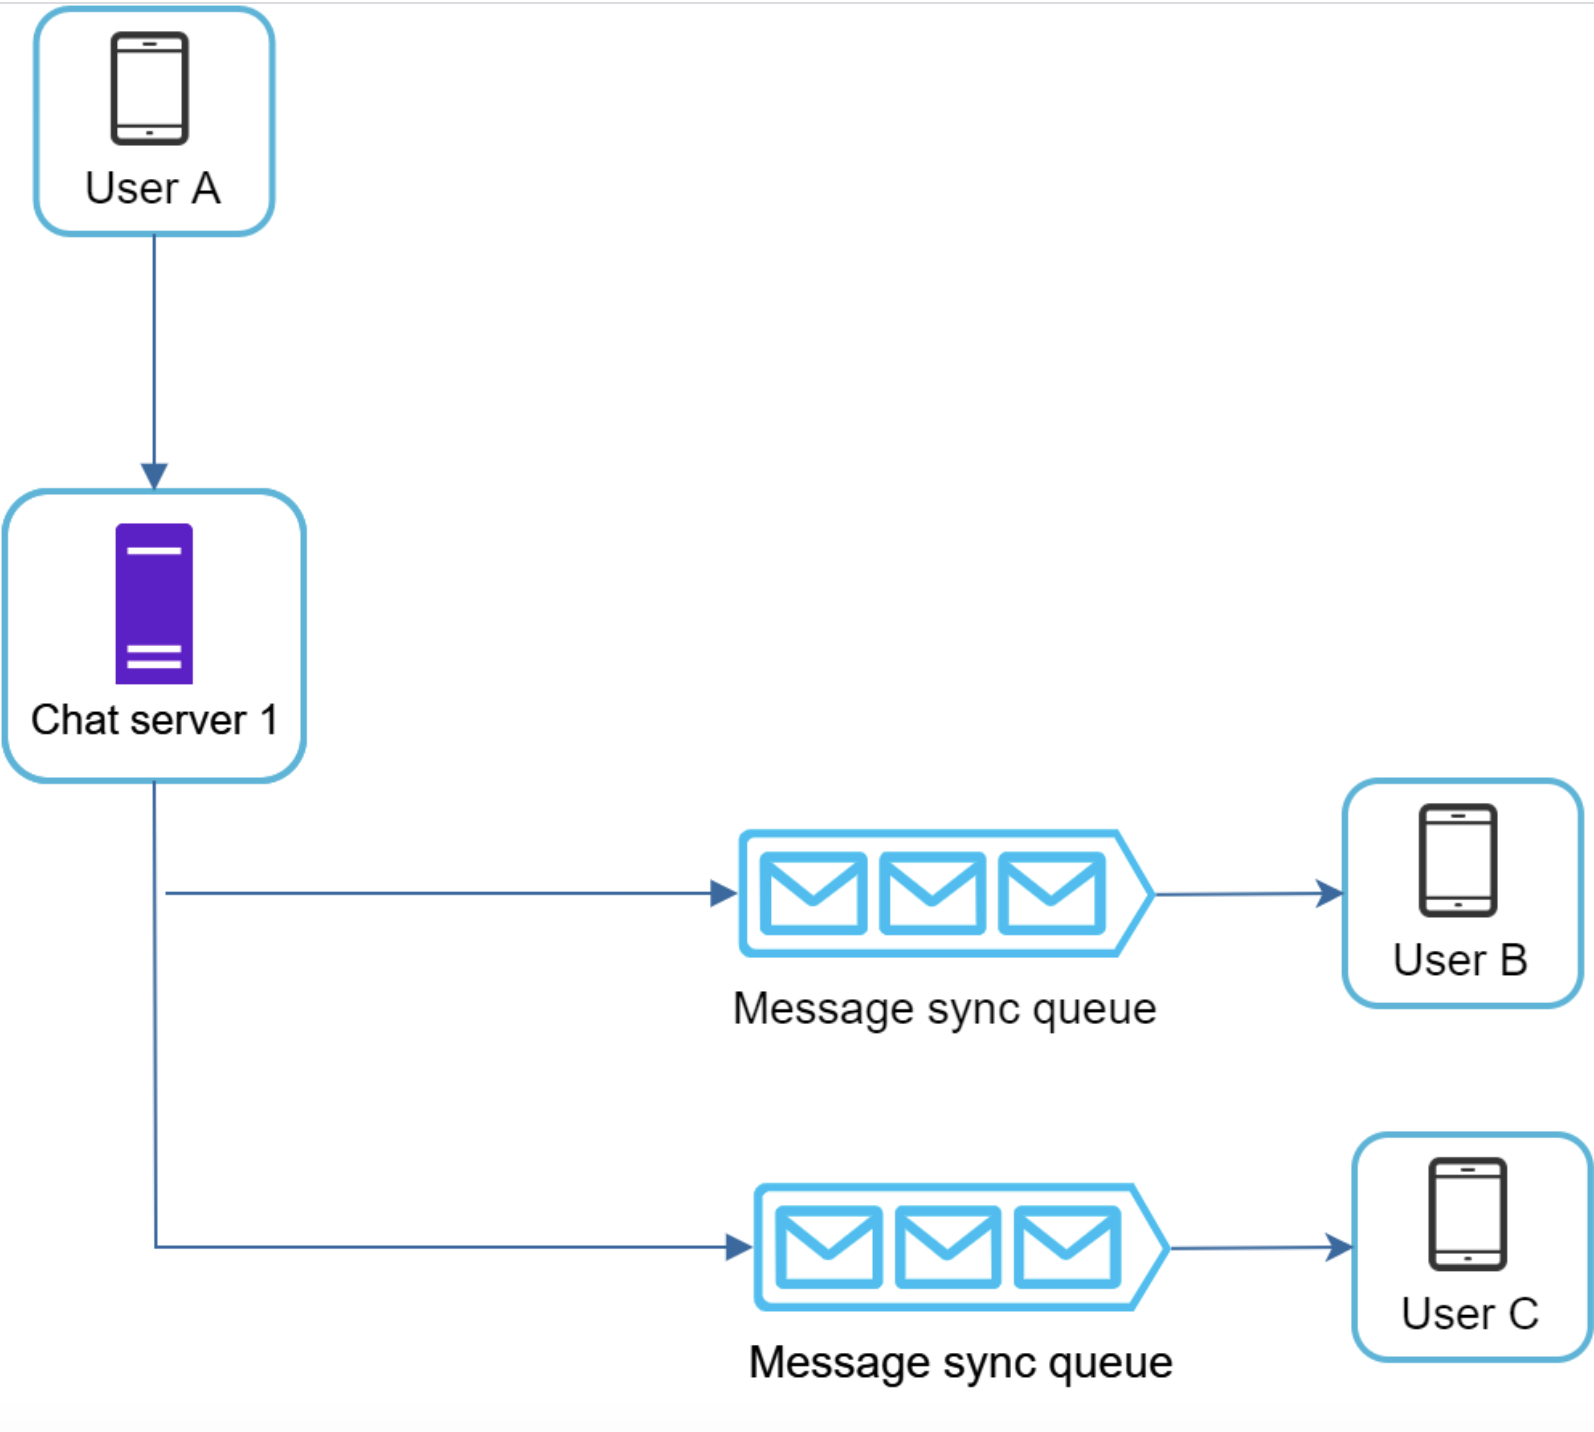 User A
Chat server 1
Message sync queue
User B
Message sync queue
User C